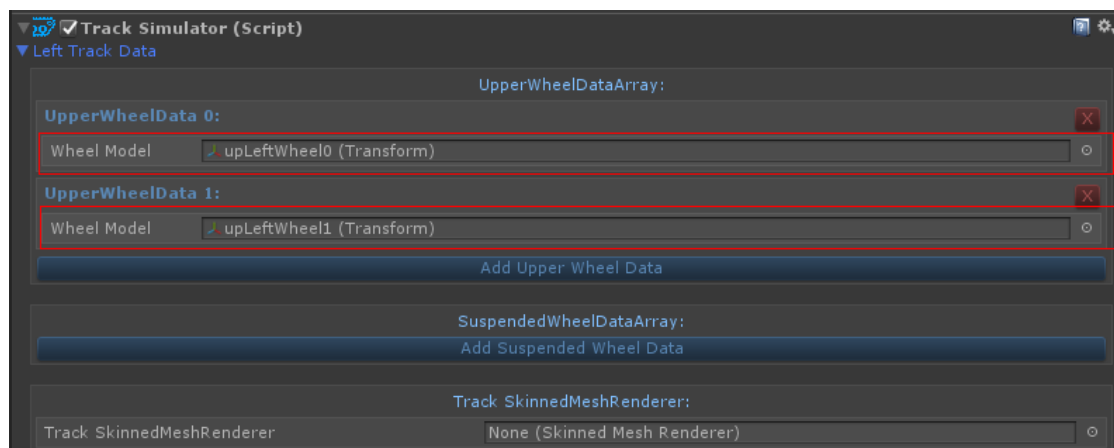 Track Simulator (Script)
Left Track Data
UpperWheelDataArray:
UpperWheelData 0:
X
Wheel Model upLeftWheel0 (Transform)
UpperWheelData 1:
X
Wheel Model upLeftWheel1 (Transform)
Add Upper Wheel Data
SuspendedWheelDataArray:
Add Suspended Wheel Data
Track SkinnedMeshRenderer:
Track SkinnedMeshRenderer None (Skinned Mesh Renderer)